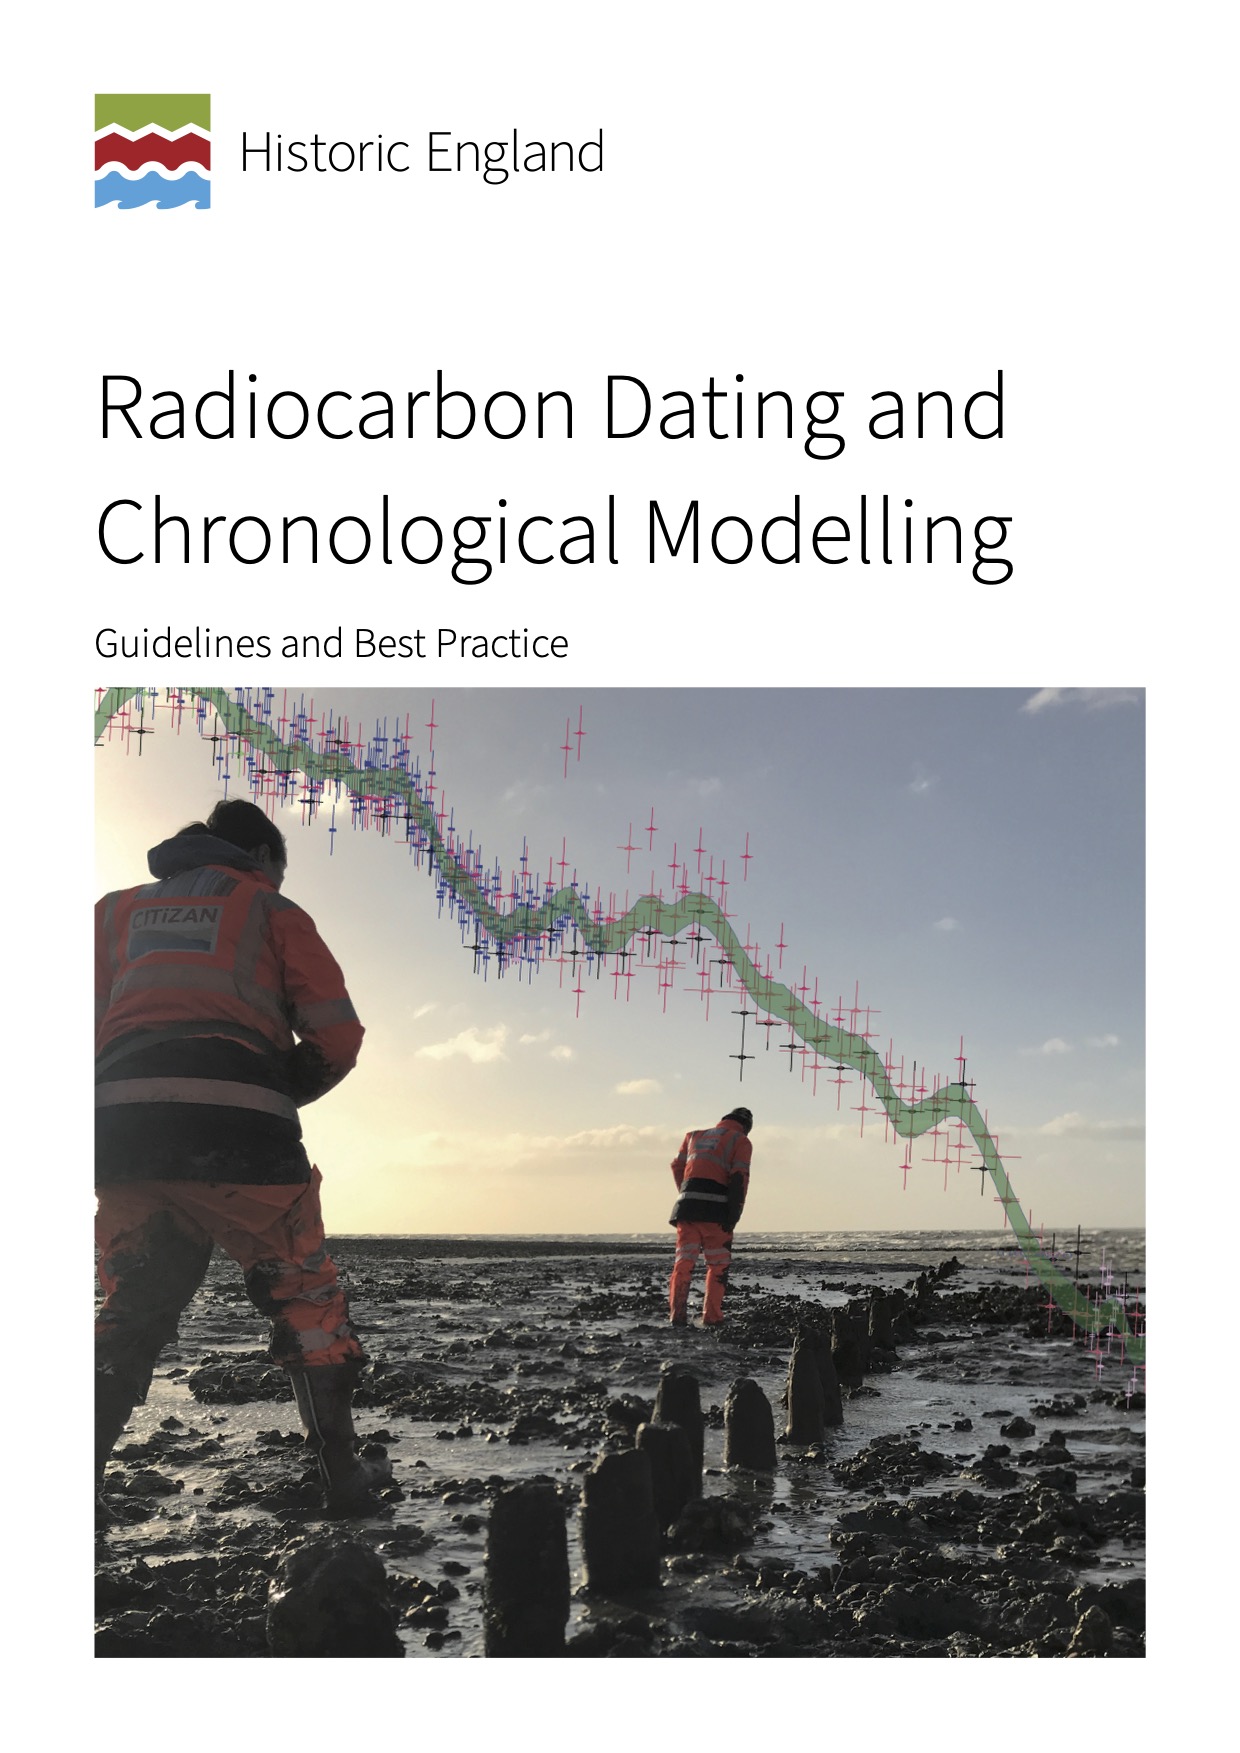 Historic England
Radiocarbon Dating and
Chronological Modelling
Guidelines and Best Practice
CITiZAN